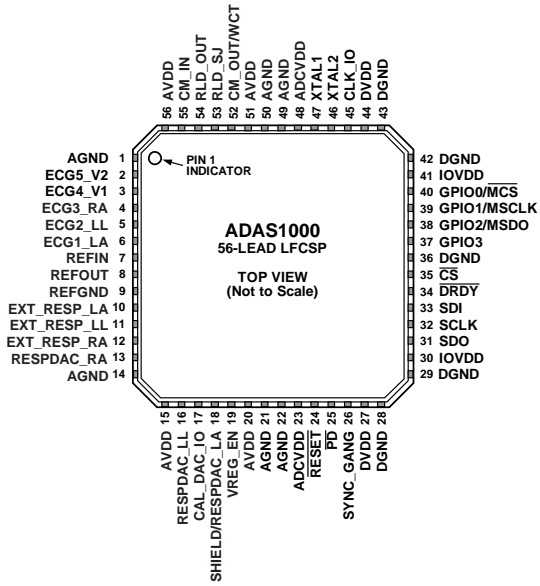 56 AVDD
55 CM_IN
54 RLD_OUT
53 RLD_SJ
52 CM_OUT/WCT
51 AVDD
50 AGND
49 AGND
48 ADCVDD
47 XTAL1
46 XTAL2
45 CLK_IO
44 DVDD
43 DGND
AGND 1
ECG5_V2 2
ECG4_V1 3
ECG3_RA 4
ECG2_LL 5
ECG1_LA 6
REFIN 7
REFOUT 8
REFGND 9
EXT_RESP_LA 10
EXT_RESP_LL 11
EXT_RESP_RA 12
RESPDAC_RA 13
AGND 14
PIN 1
INDICATOR
ADAS1000
56-LEAD LFCSP
TOP VIEW
(Not to Scale)
42 DGND
41 IOVDD
40 GPIO0/MCS
39 GPIO1/MSCLK
38 GPIO2/MSDO
37 GPIO3
36 DGND
35 CS
34 DRDY
33 SDI
32 SCLK
31 SDO
30 IOVDD
29 DGND
AVDD 15
RESPDAC_LL 16
CAL_DAC_IO 17
SHIELD/RESPDAC_LA 18
VREG_EN 19
AVDD 20
AGND 21
AGND 22
ADCVDD 23
RESET 24
PD 25
SYNC_GANG 26
DVDD 27
DGND 28